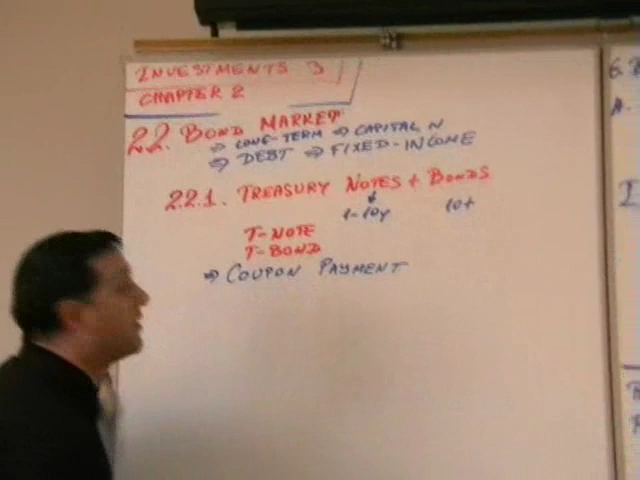 INVESTMENTS 3
CHAPTER 2
2.2. BOND MARKET
⇒ LONG-TERM ⇒ CAPITAL
⇒ DEBT ⇒ FIXED-INCOME
2.2.1. TREASURY NOTES + BONDS
1-10y 10+
T-NOTE
T-BOND
⇒ COUPON PAYMENT